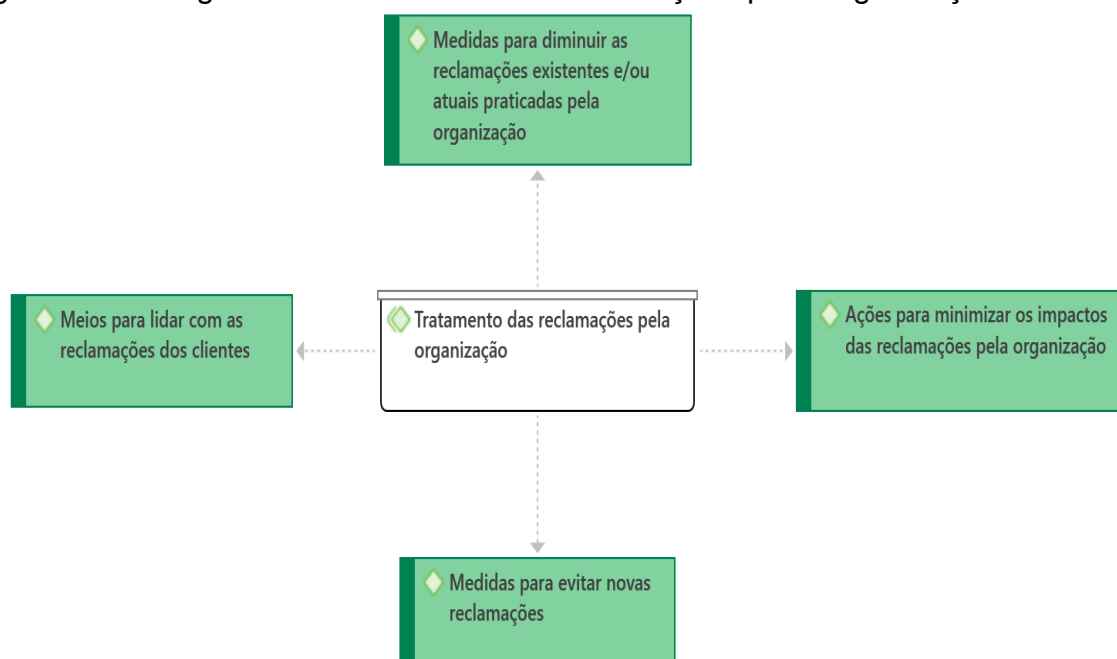 Medidas para diminuir as
reclamações existentes e/ou
atuais praticadas pela
organização
Meios para lidar com as
reclamações dos clientes
Tratamento das reclamações pela
organização
Ações para minimizar os impactos
das reclamações pela organização
Medidas para evitar novas
reclamações